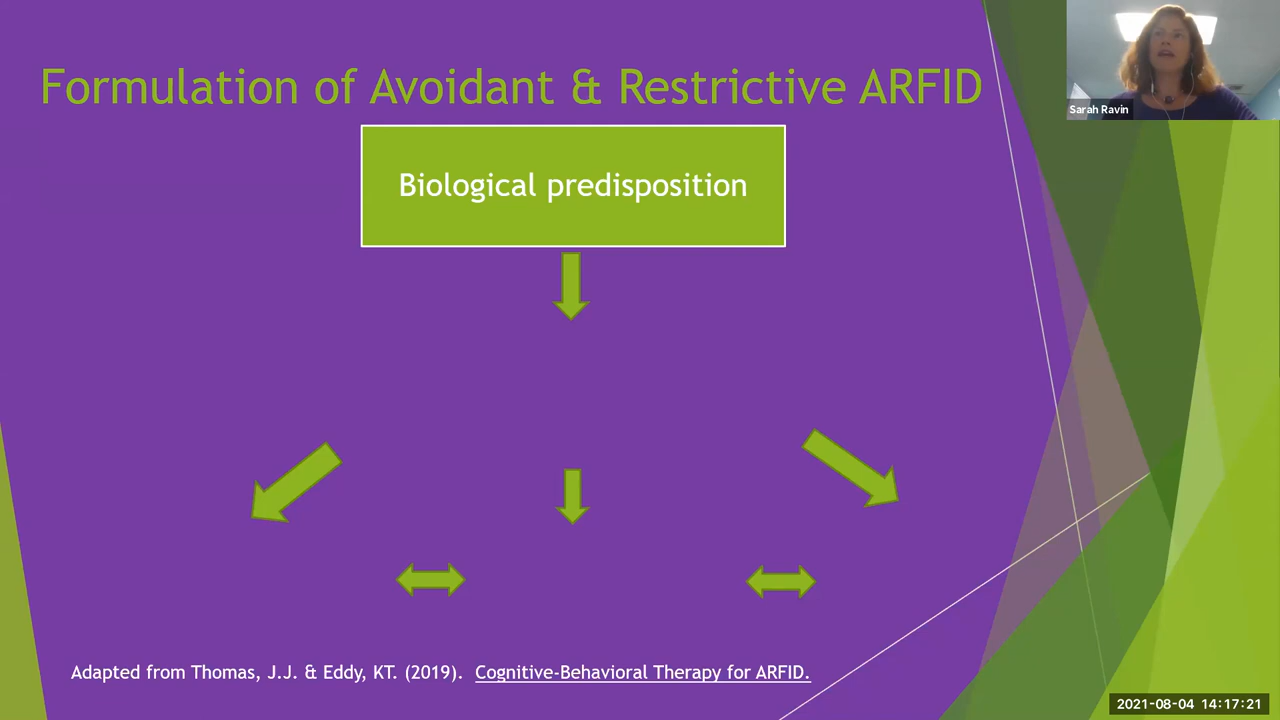 Formulation of Avoidant & Restrictive ARFID
Sarah Ravin
Biological predisposition
Adapted from Thomas, J.J. & Eddy, KT. (2019). Cognitive-Behavioral Therapy for ARFID.
2021-08-04 14:17:21